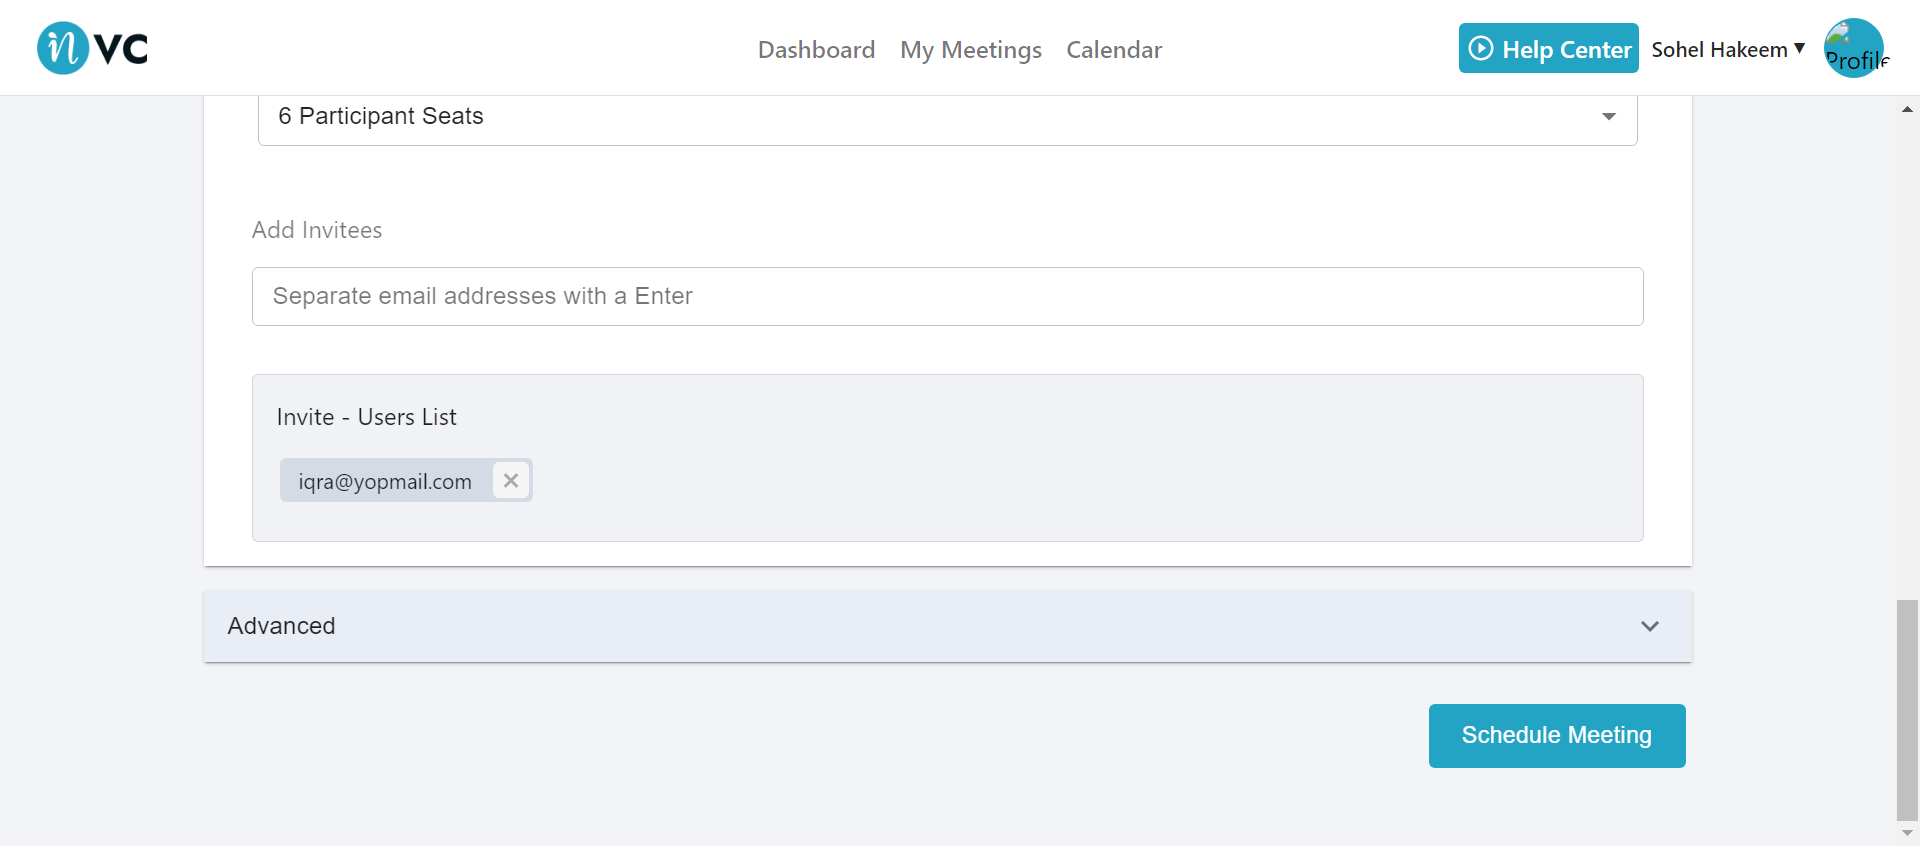 n VC
Dashboard My Meetings Calendar
Help Center
Sohel Hakeem
Profile
6 Participant Seats
Add Invitees
Separate email addresses with a Enter
Invite - Users List
iqra@yopmail.com
Advanced
Schedule Meeting